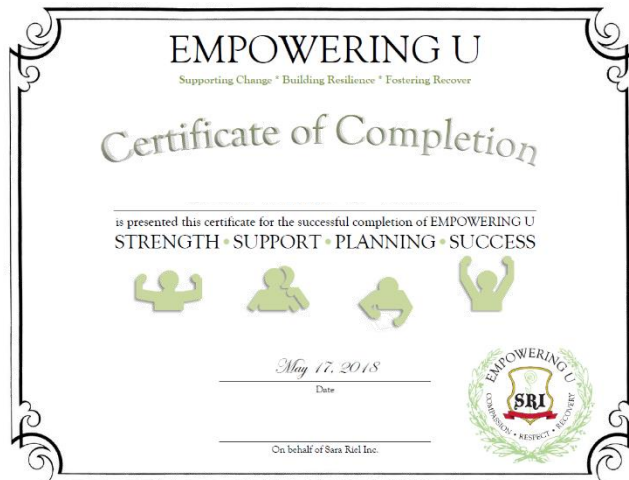 EMPOWERING U
Supporting Change * Building Resilience * Fostering Recover
Certificate of Completion
is presented this certificate for the successful completion of EMPOWERING U
STRENGTH • SUPPORT • PLANNING • SUCCESS
May 17, 2018
Date
On behalf of Sara Riel Inc.
EMPOWERING U
SRI
COMPASSION • RESPECT • RECOVERY